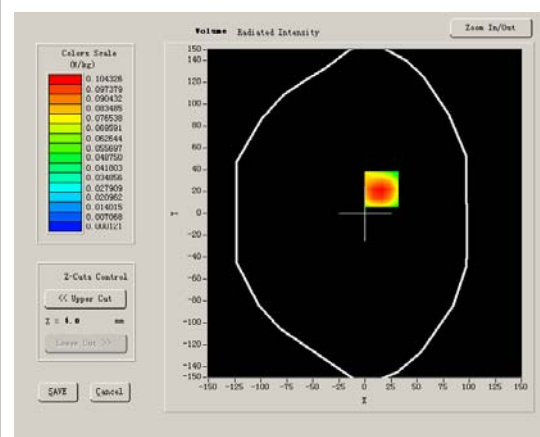 Volume Radiated Intensity
Zoom In/Out
Colors Scale
(W/kg)
0.104326
0.097379
0.090432
0.083485
0.076538
0.069591
0.062644
0.055697
0.048750
0.041803
0.034856
0.027909
0.020962
0.014015
0.007068
0.000121
Z-Cuts Control
<< Upper Cut
Z = 4.0 mm
Lower Cut >>
SAVE
Cancel
150
140
120
100
80
60
40
20
Y
0
-20
-40
-60
-80
-100
-120
-140
-150
-150 -125 -100 -75 -50 -25 0 25 50 75 100 125 150
X